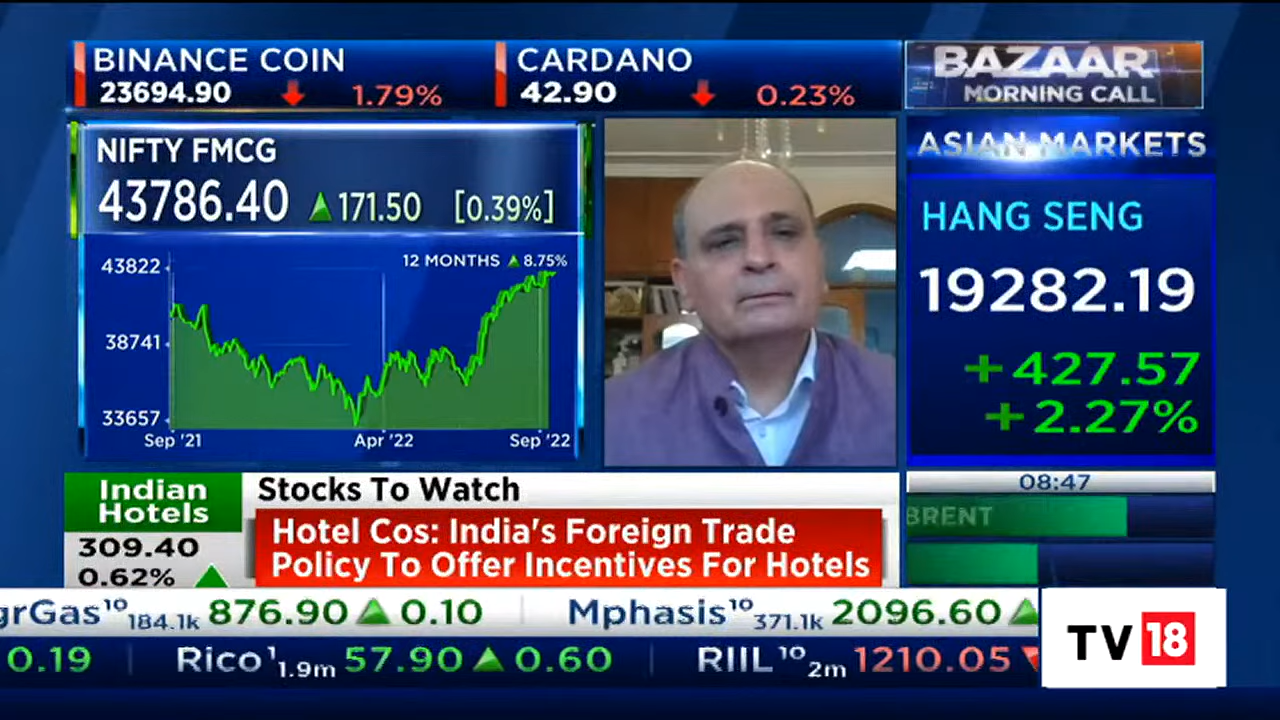 BINANCE COIN
23694.90 1.79%
CARDANO
42.90 0.23%
BAZAAR
MORNING CALL
NIFTY FMCG
43786.40 171.50 [0.39%]
12 MONTHS 8.75%
43822
38741
33657
Sep '21 Apr '22 Sep '22
ASIAN MARKETS
HANG SENG
19282.19
+427.57
+2.27%
08:47
BRENT
Indian
Hotels
309.40
0.62%
Stocks To Watch
Hotel Cos: India's Foreign Trade
Policy To Offer Incentives For Hotels
grGas10 184.1k 876.90 0.10 Mphasis10 371.1k 2096.60
0.19 Rico1 1.9m 57.90 0.60 RIIL10 2m 1210.05
TV18